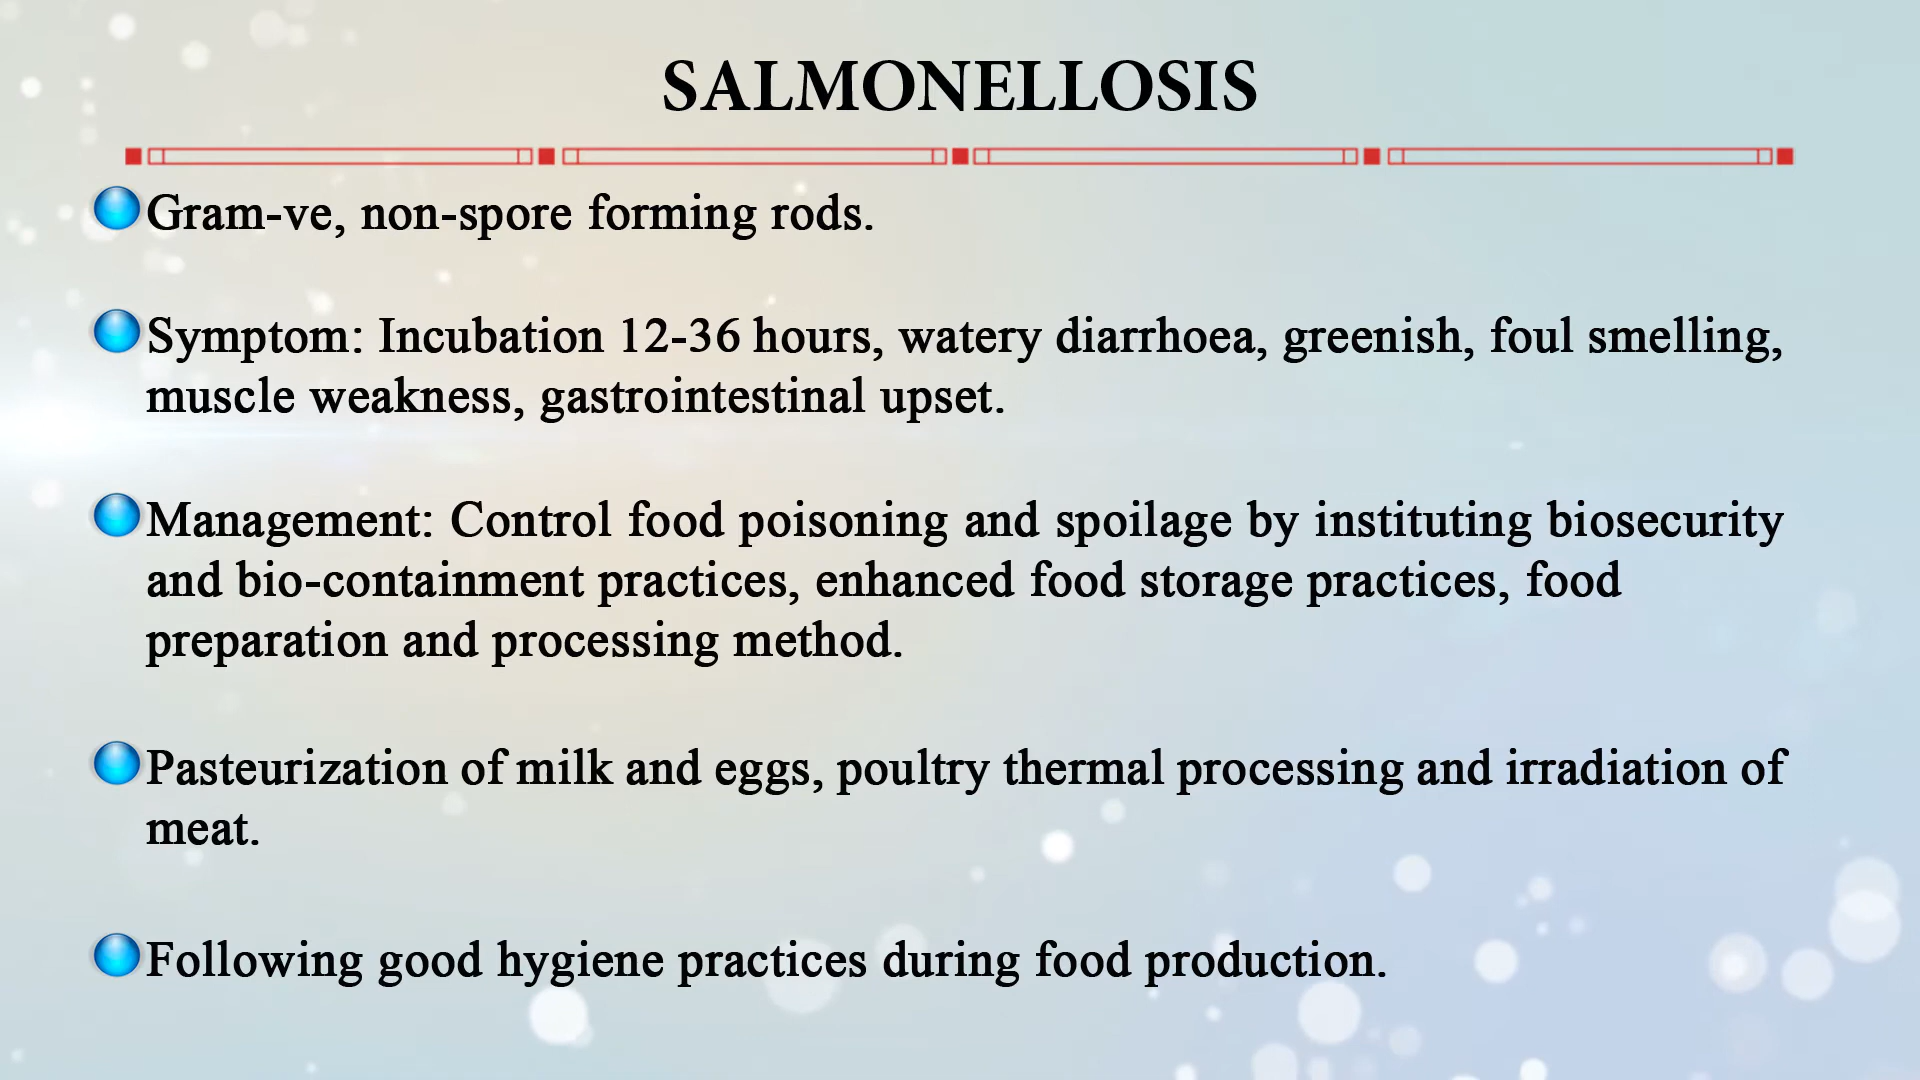 SALMONELLOSIS
Gram-ve, non-spore forming rods.
Symptom: Incubation 12-36 hours, watery diarrhoea, greenish, foul smelling,
muscle weakness, gastrointestinal upset.
Management: Control food poisoning and spoilage by instituting biosecurity
and bio-containment practices, enhanced food storage practices, food
preparation and processing method.
Pasteurization of milk and eggs, poultry thermal processing and irradiation of
meat.
Following good hygiene practices during food production.